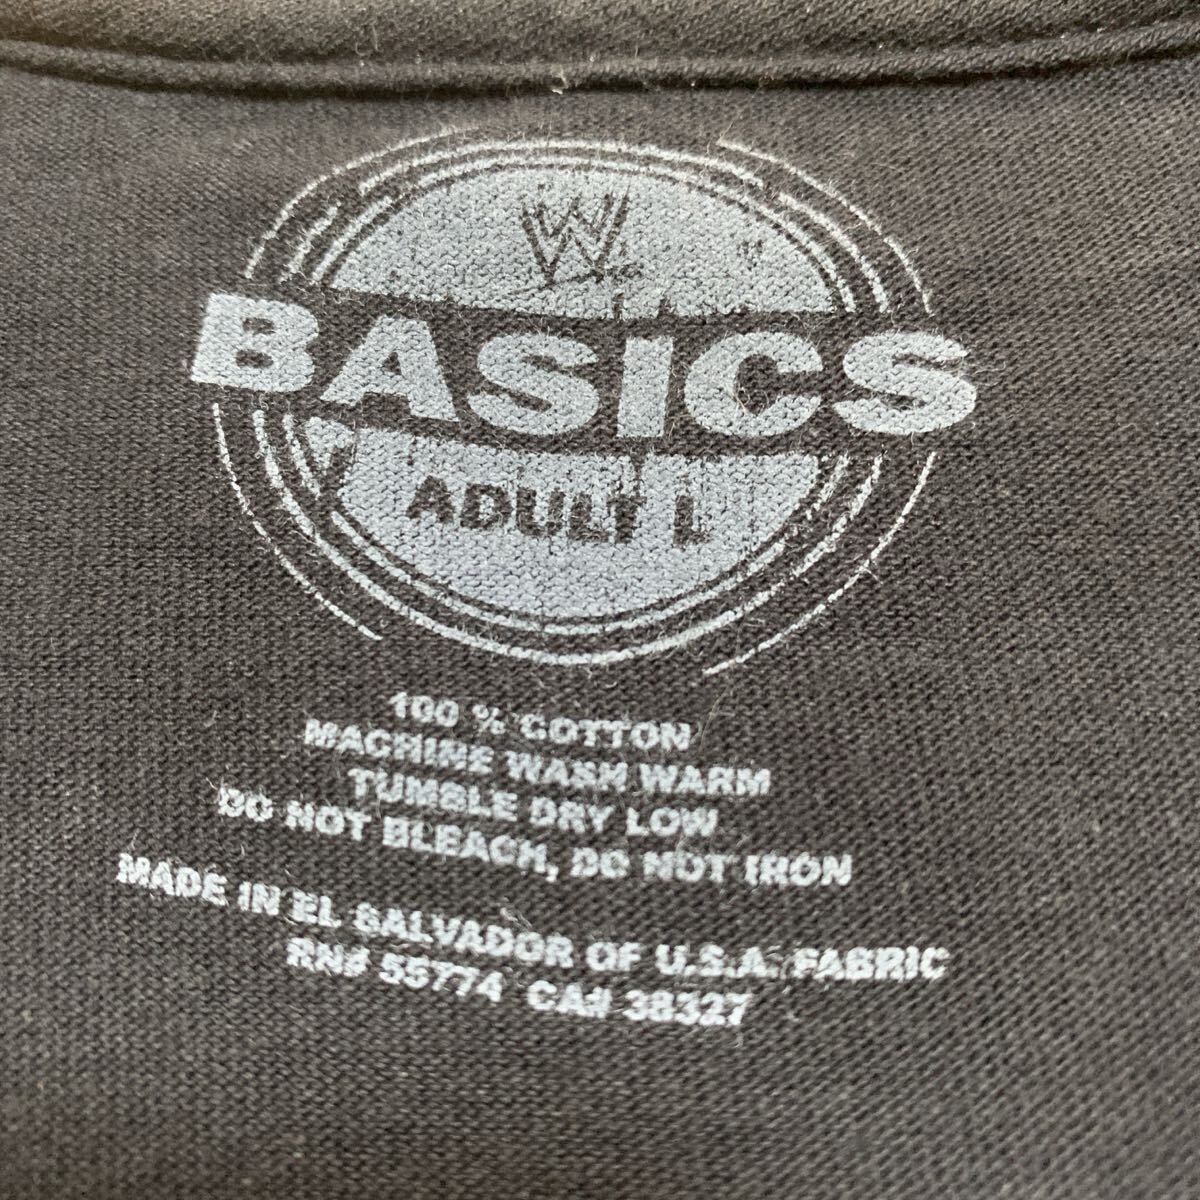 W
BASICS
ADULT L
100 % COTTON
MACHINE WASH WARM
TUMBLE DRY LOW
DO NOT BLEACH, DO NOT IRON
MADE IN EL SALVADOR OF U.S.A. FABRIC
RN# 55774 CA# 38327